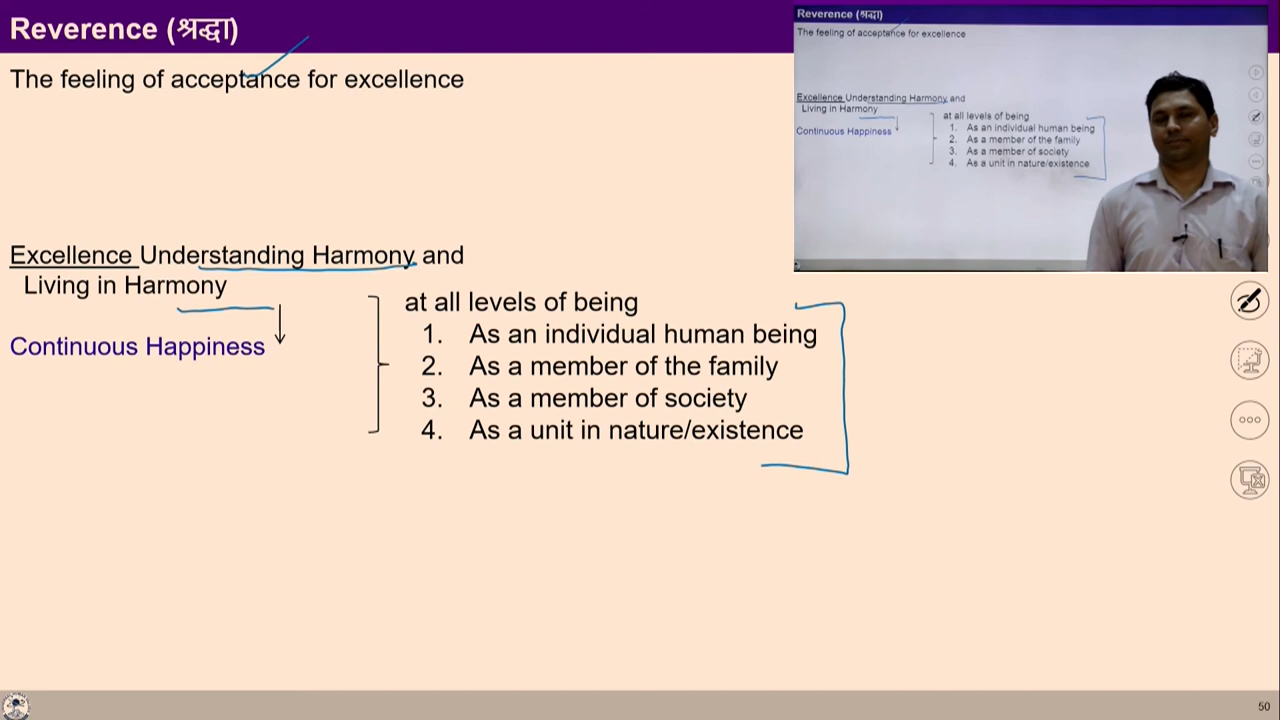 Reverence (श्रद्धा)
The feeling of acceptance for excellence
Excellence Understanding Harmony and
Living in Harmony
Continuous Happiness
at all levels of being
1. As an individual human being
2. As a member of the family
3. As a member of society
4. As a unit in nature/existence
Reverence (श्रद्धा)
The feeling of acceptance for excellence
Excellence Understanding Harmony and
Living in Harmony
Continuous Happiness
at all levels of being
1. As an individual human being
2. As a member of the family
3. As a member of society
4. As a unit in nature/existence
50